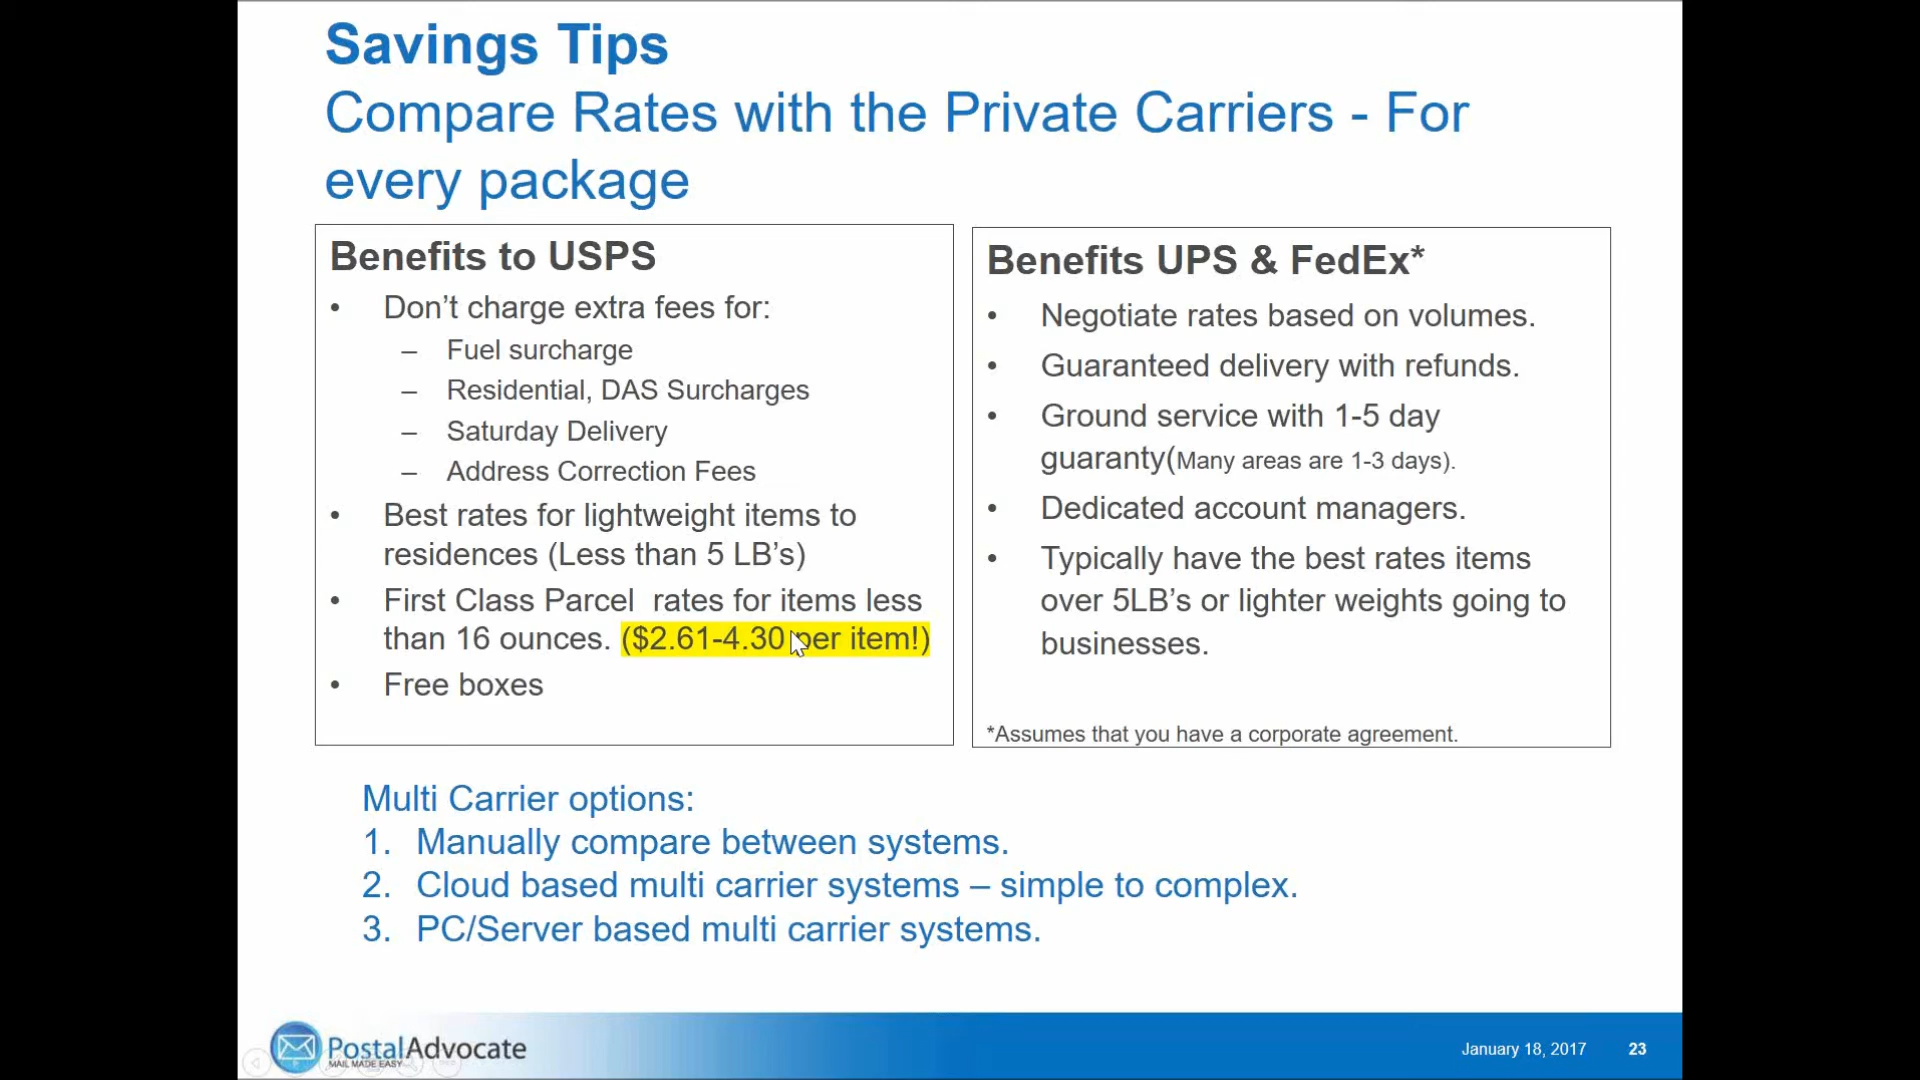 Savings Tips
Compare Rates with the Private Carriers - For
every package
Benefits to USPS
• Don’t charge extra fees for:
– Fuel surcharge
– Residential, DAS Surcharges
– Saturday Delivery
– Address Correction Fees
• Best rates for lightweight items to
residences (Less than 5 LB’s)
• First Class Parcel  rates for items less
than 16 ounces. ($2.61-4.30 per item!)
• Free boxes
Benefits UPS & FedEx*
• Negotiate rates based on volumes.
• Guaranteed delivery with refunds.
• Ground service with 1-5 day
guaranty(Many areas are 1-3 days).
• Dedicated account managers.
• Typically have the best rates items
over 5LB’s or lighter weights going to
businesses.
*Assumes that you have a corporate agreement.
Multi Carrier options:
1. Manually compare between systems.
2. Cloud based multi carrier systems – simple to complex.
3. PC/Server based multi carrier systems.
PostalAdvocate
MAIL MADE EASY
January 18, 2017
23